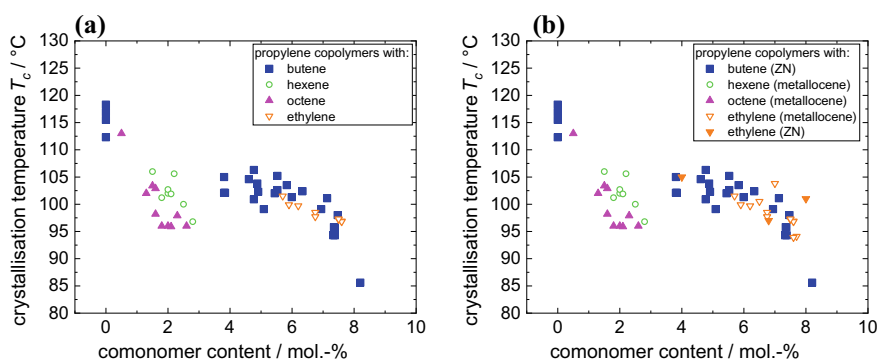 (a)
propylene copolymers with:
butene
hexene
octene
ethylene
crystallisation temperature Tc / °C
125
120
115
110
105
100
95
90
85
80
0 2 4 6 8 10
comonomer content / mol.-%
(b)
propylene copolymers with:
butene (ZN)
hexene (metallocene)
octene (metallocene)
ethylene (metallocene)
ethylene (ZN)
crystallisation temperature Tc / °C
125
120
115
110
105
100
95
90
85
80
0 2 4 6 8 10
comonomer content / mol.-%